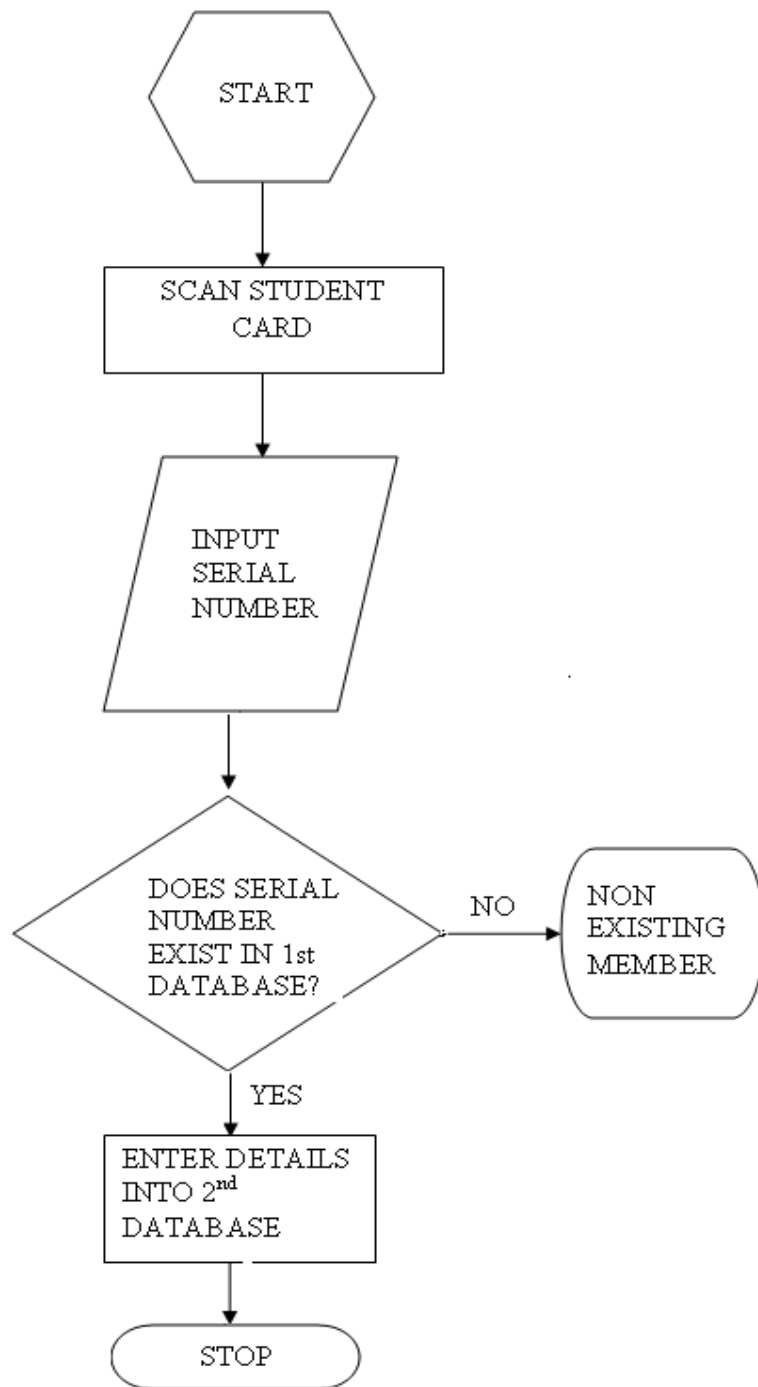 START
SCAN STUDENT
CARD
INPUT
SERIAL
NUMBER
DOES SERIAL
NUMBER
EXIST IN 1st
DATABASE?
NO
NON
EXISTING
MEMBER
YES
ENTER DETAILS
INTO 2nd
DATABASE
STOP